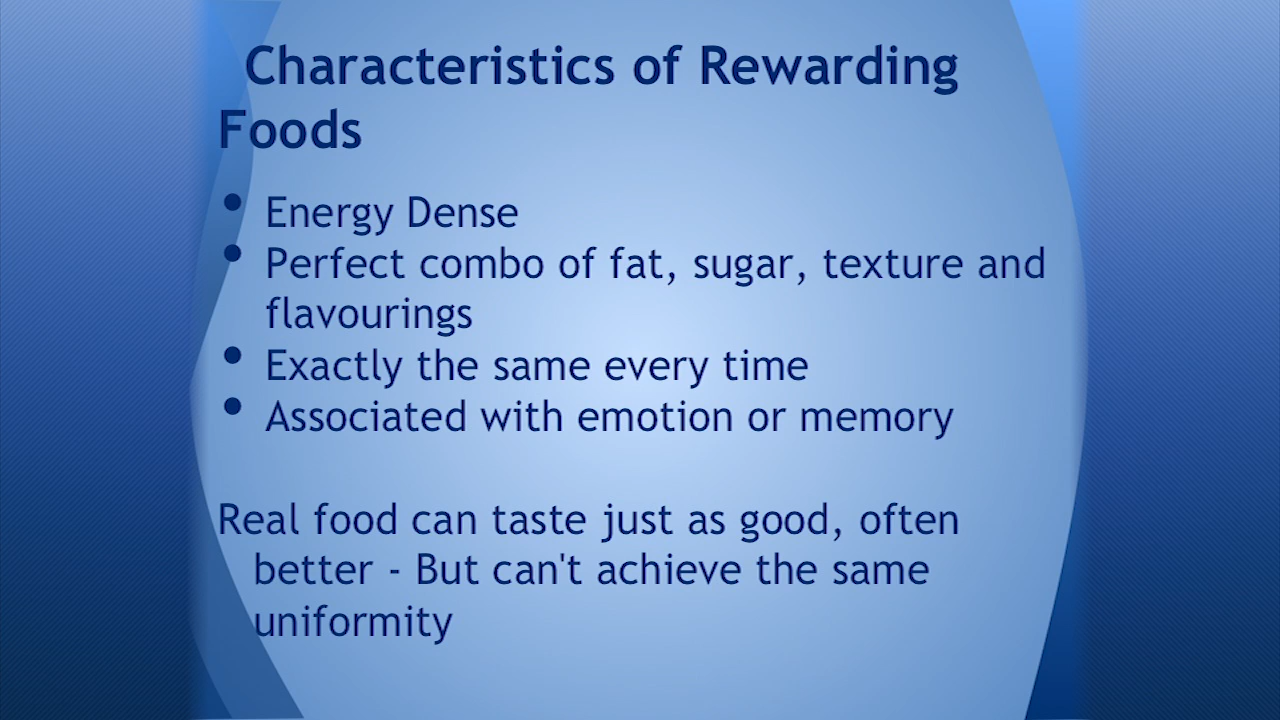 Characteristics of Rewarding
Foods
• Energy Dense
• Perfect combo of fat, sugar, texture and
flavourings
• Exactly the same every time
• Associated with emotion or memory
Real food can taste just as good, often
better - But can't achieve the same
uniformity